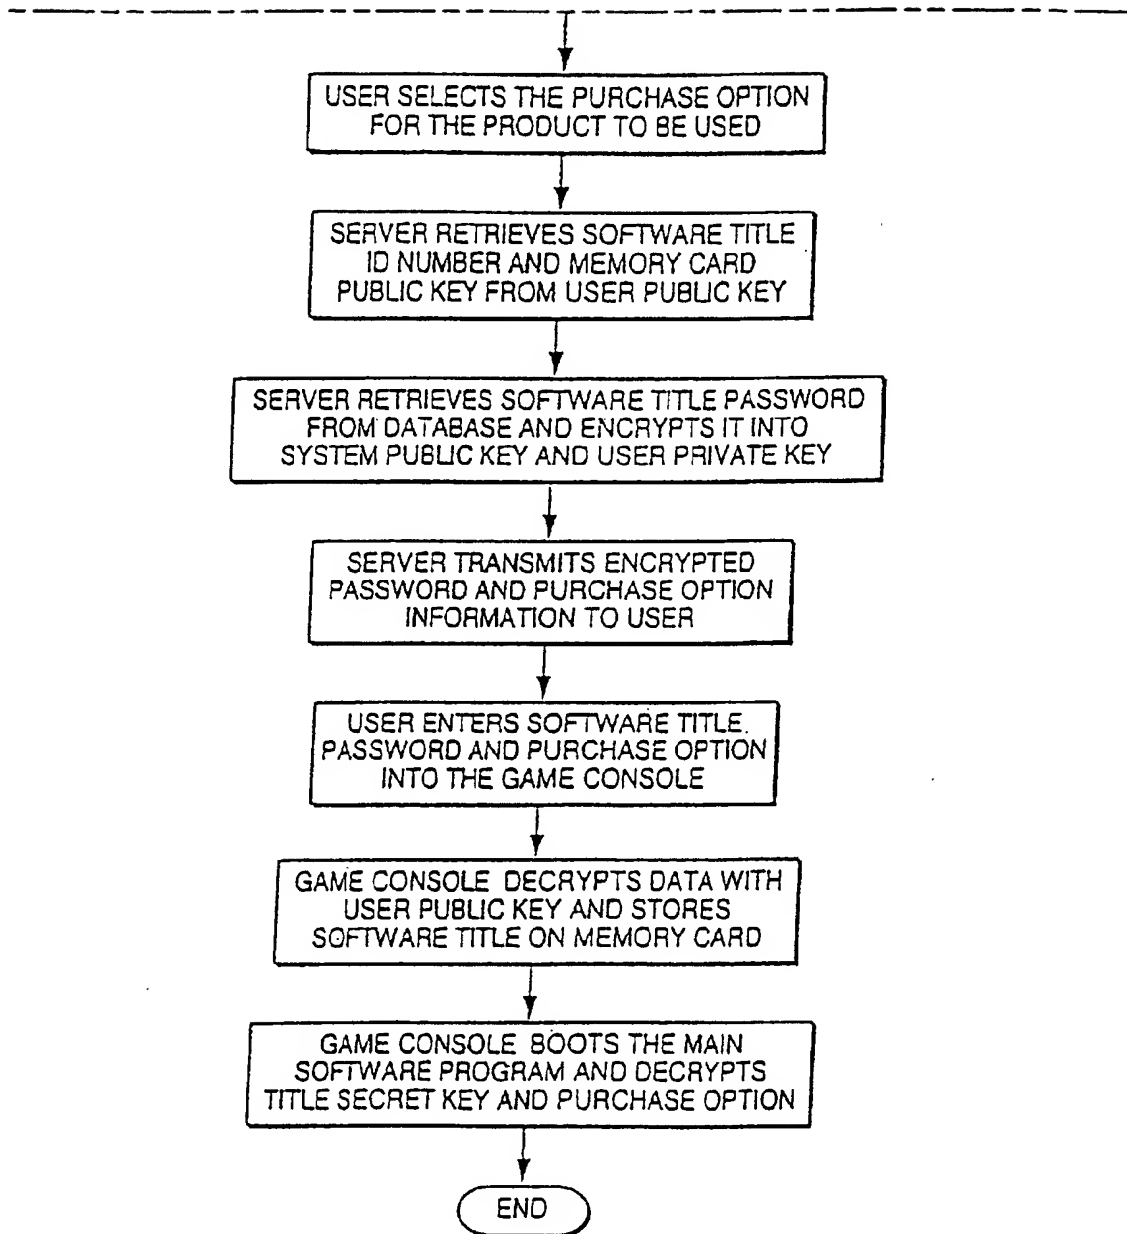 USER SELECTS THE PURCHASE OPTION
FOR THE PRODUCT TO BE USED
SERVER RETRIEVES SOFTWARE TITLE
ID NUMBER AND MEMORY CARD
PUBLIC KEY FROM USER PUBLIC KEY
SERVER RETRIEVES SOFTWARE TITLE PASSWORD
FROM DATABASE AND ENCRYPTS IT INTO
SYSTEM PUBLIC KEY AND USER PRIVATE KEY
SERVER TRANSMITS ENCRYPTED
PASSWORD AND PURCHASE OPTION
INFORMATION TO USER
USER ENTERS SOFTWARE TITLE.
PASSWORD AND PURCHASE OPTION
INTO THE GAME CONSOLE
GAME CONSOLE DECRYPTS DATA WITH
USER PUBLIC KEY AND STORES
SOFTWARE TITLE ON MEMORY CARD
GAME CONSOLE BOOTS THE MAIN
SOFTWARE PROGRAM AND DECRYPTS
TITLE SECRET KEY AND PURCHASE OPTION
END